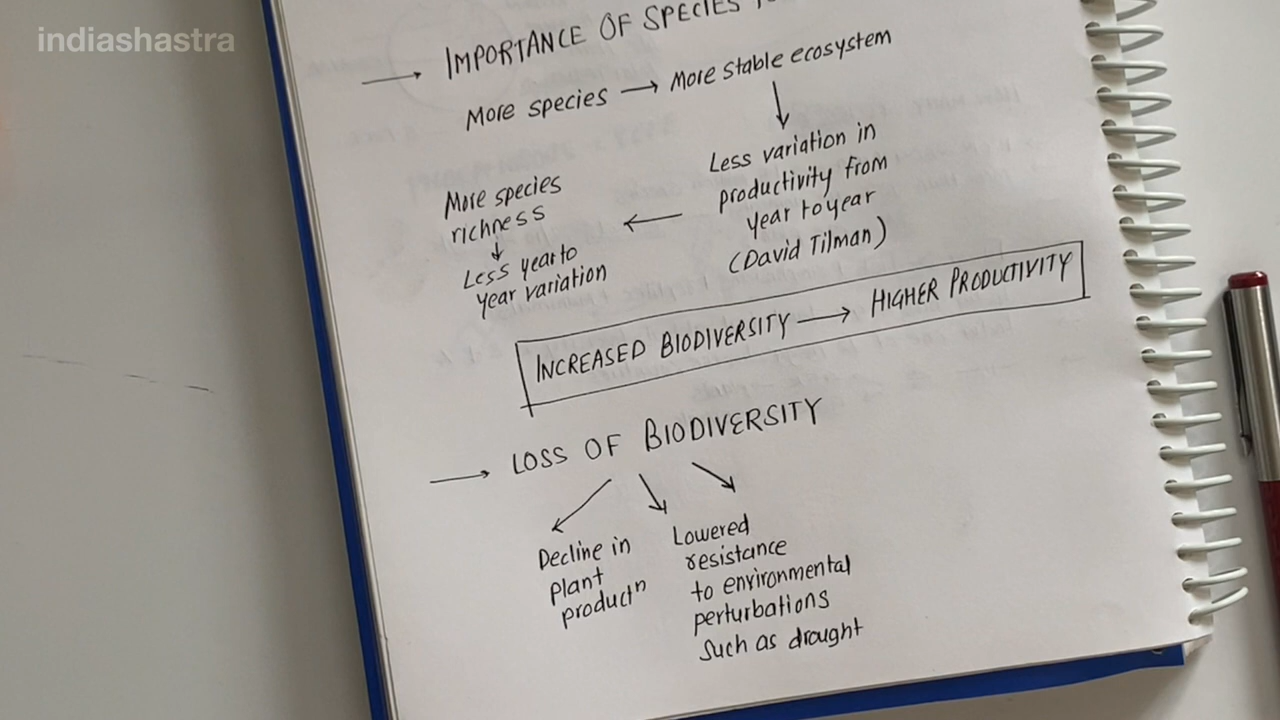 indiashastra
→ IMPORTANCE OF SPECIES
More species → More stable ecosystem
Less variation in
productivity from
year to year
(David Tilman)
More species
richness
↓
Less year to
year variation
INCREASED BIODIVERSITY → HIGHER PRODUCTIVITY
→ LOSS OF BIODIVERSITY
Decline in
plant
productⁿ
Lowered
resistance
to environmental
perturbations
such as drought